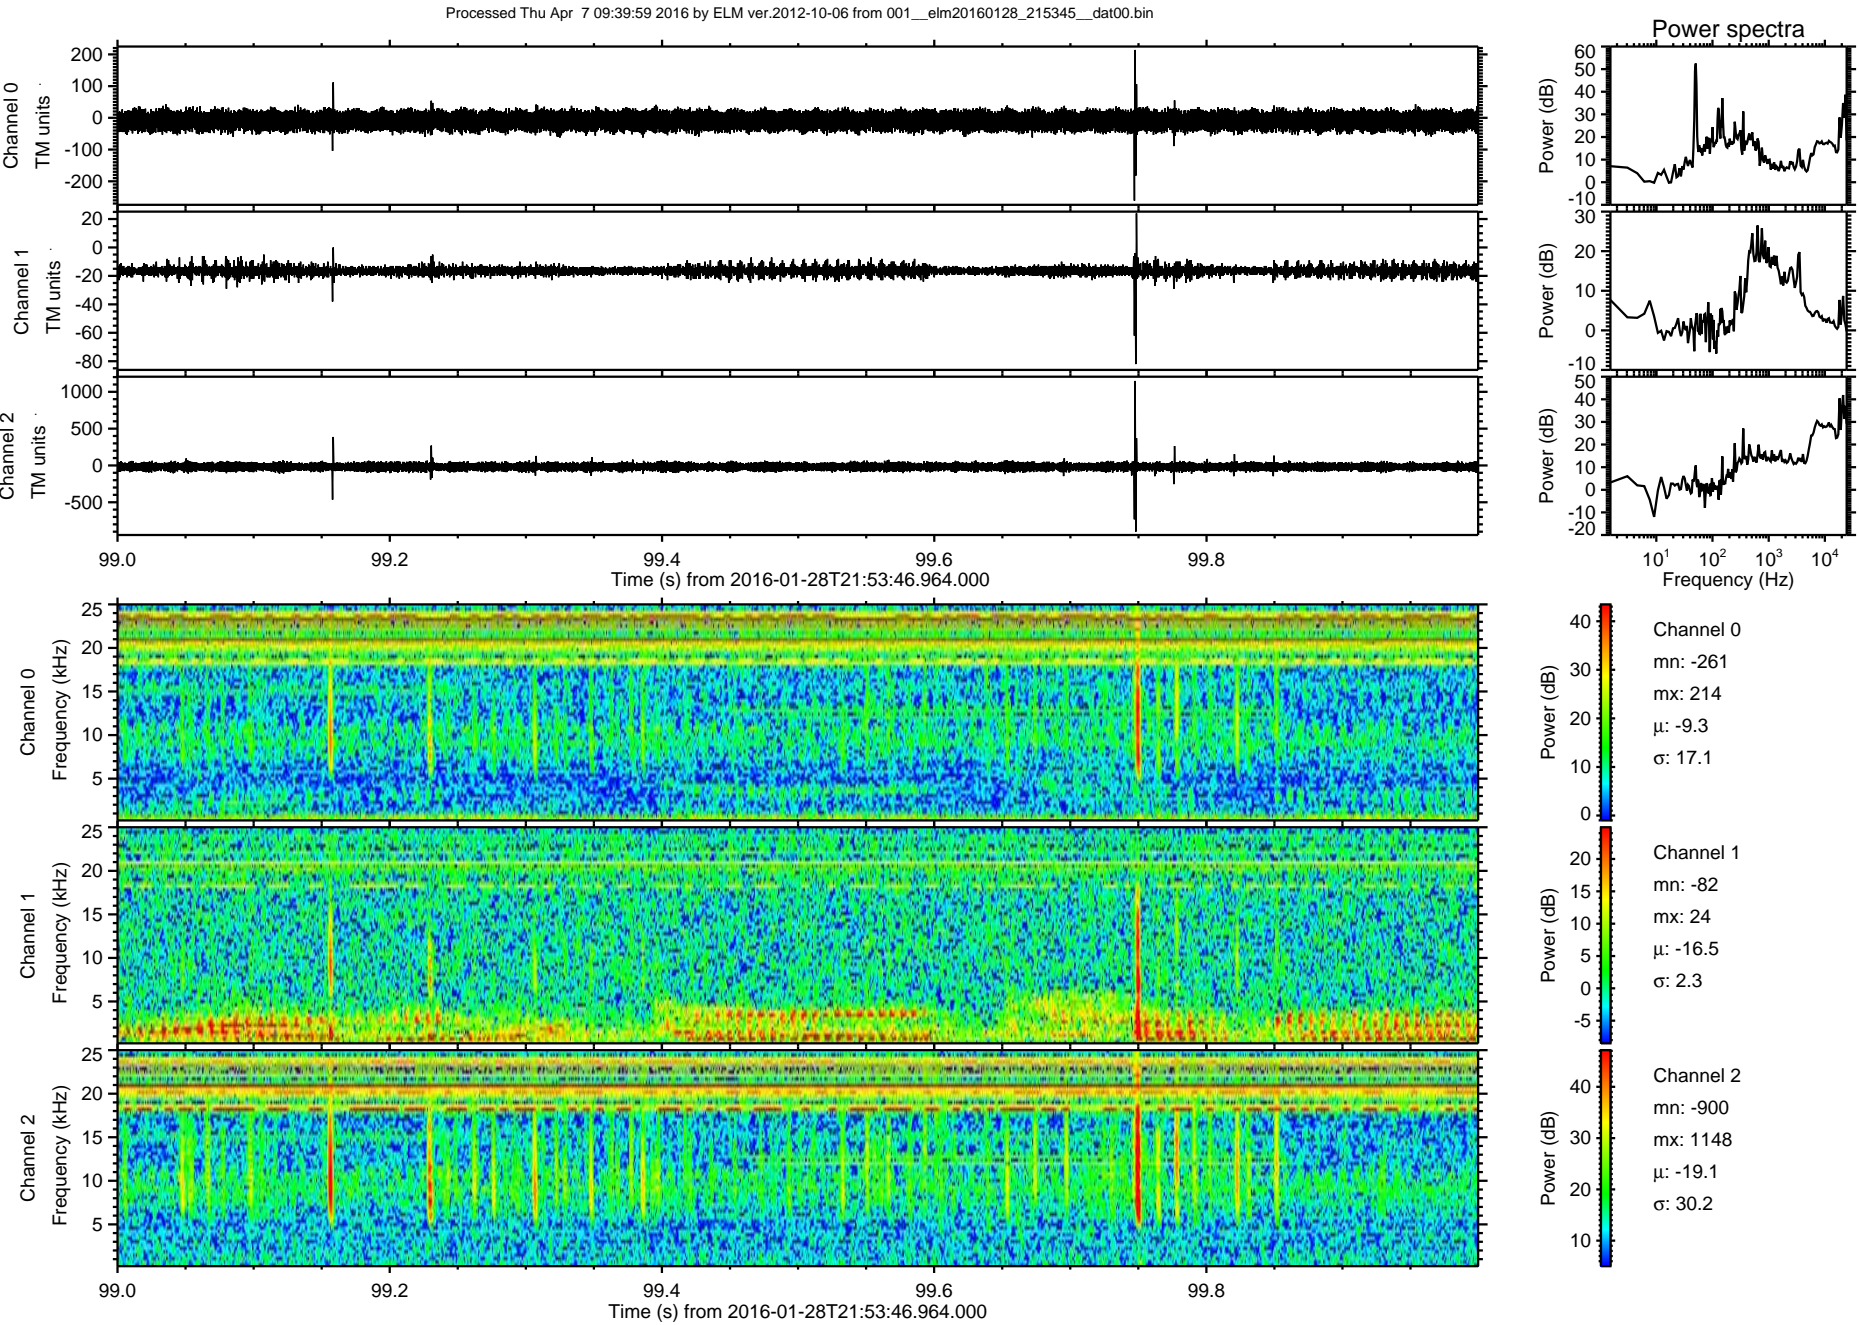 Processed Thu Apr  7 09:39:59 2016 by ELM ver.2012-10-06 from 001__elm20160128_215345__dat00.bin
Power spectra
Channel 0
TM units
200
100
0
-100
-200
Power (dB)
60
50
40
30
20
10
0
-10
Channel 1
TM units
20
0
-20
-40
-60
-80
Power (dB)
30
20
10
0
-10
Channel 2
TM units
1000
500
0
-500
Power (dB)
50
40
30
20
10
0
-10
-20
99.0 99.2 99.4 99.6 99.8
Time (s) from 2016-01-28T21:53:46.964.000
10¹ 10² 10³ 10⁴
Frequency (Hz)
Channel 0
Frequency (kHz)
25
20
15
10
5
Power (dB)
40
30
20
10
0
Channel 0
mn: -261
mx: 214
μ: -9.3
σ: 17.1
Channel 1
Frequency (kHz)
25
20
15
10
5
Power (dB)
20
15
10
5
0
-5
Channel 1
mn: -82
mx: 24
μ: -16.5
σ: 2.3
Channel 2
Frequency (kHz)
25
20
15
10
5
Power (dB)
40
30
20
10
Channel 2
mn: -900
mx: 1148
μ: -19.1
σ: 30.2
99.0 99.2 99.4 99.6 99.8
Time (s) from 2016-01-28T21:53:46.964.000